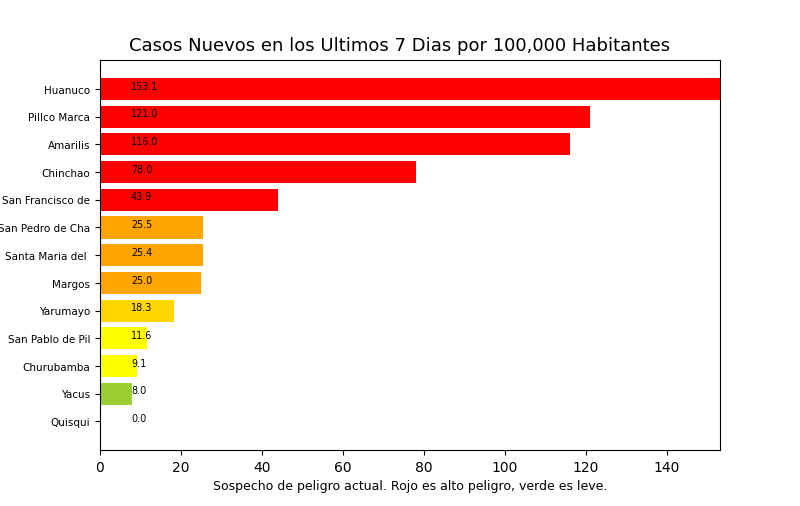 Casos Nuevos en los Ultimos 7 Dias por 100,000 Habitantes
Huanuco 153.1
Pillco Marca 121.0
Amarilis 116.0
Chinchao 78.0
San Francisco de 43.9
San Pedro de Cha 25.5
Santa Maria del 25.4
Margos 25.0
Yarumayo 18.3
San Pablo de Pil 11.6
Churubamba 9.1
Yacus 8.0
Quisqui 0.0
0 20 40 60 80 100 120 140
Sospecho de peligro actual. Rojo es alto peligro, verde es leve.